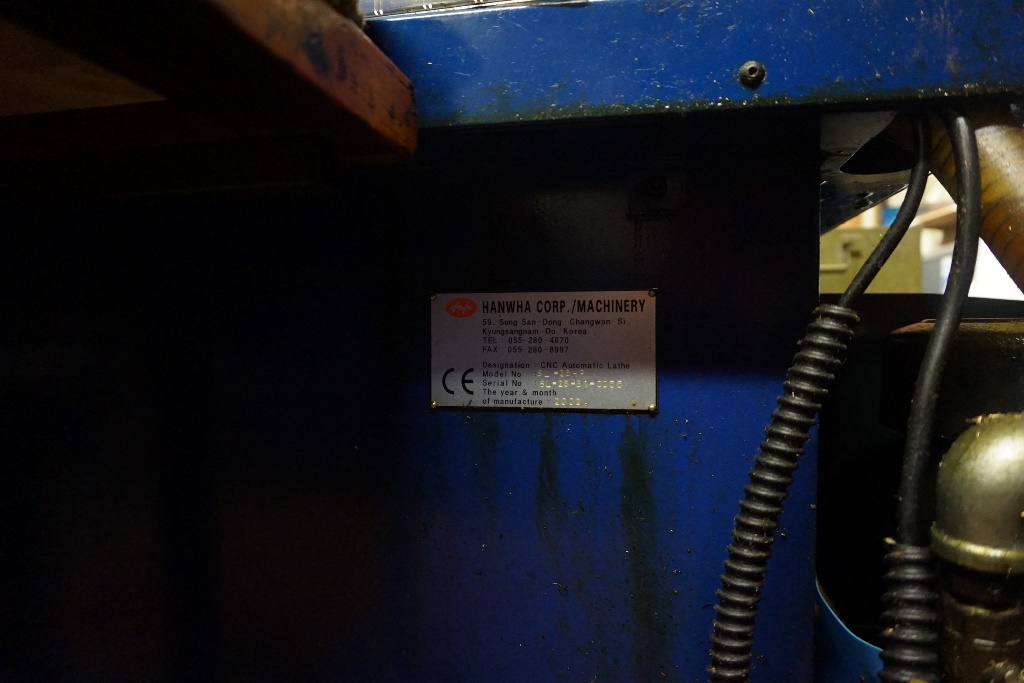 HANWHA CORP./MACHINERY
59, Sung San-Dong, Changwon-Si
Kyungsangnam-Do, Korea
TEL : 055-280-4670
FAX : 055-280-8997
Designation : CNC Automatic Lathe
Model No :
CE
Serial No :
The year & month
of manufacture :